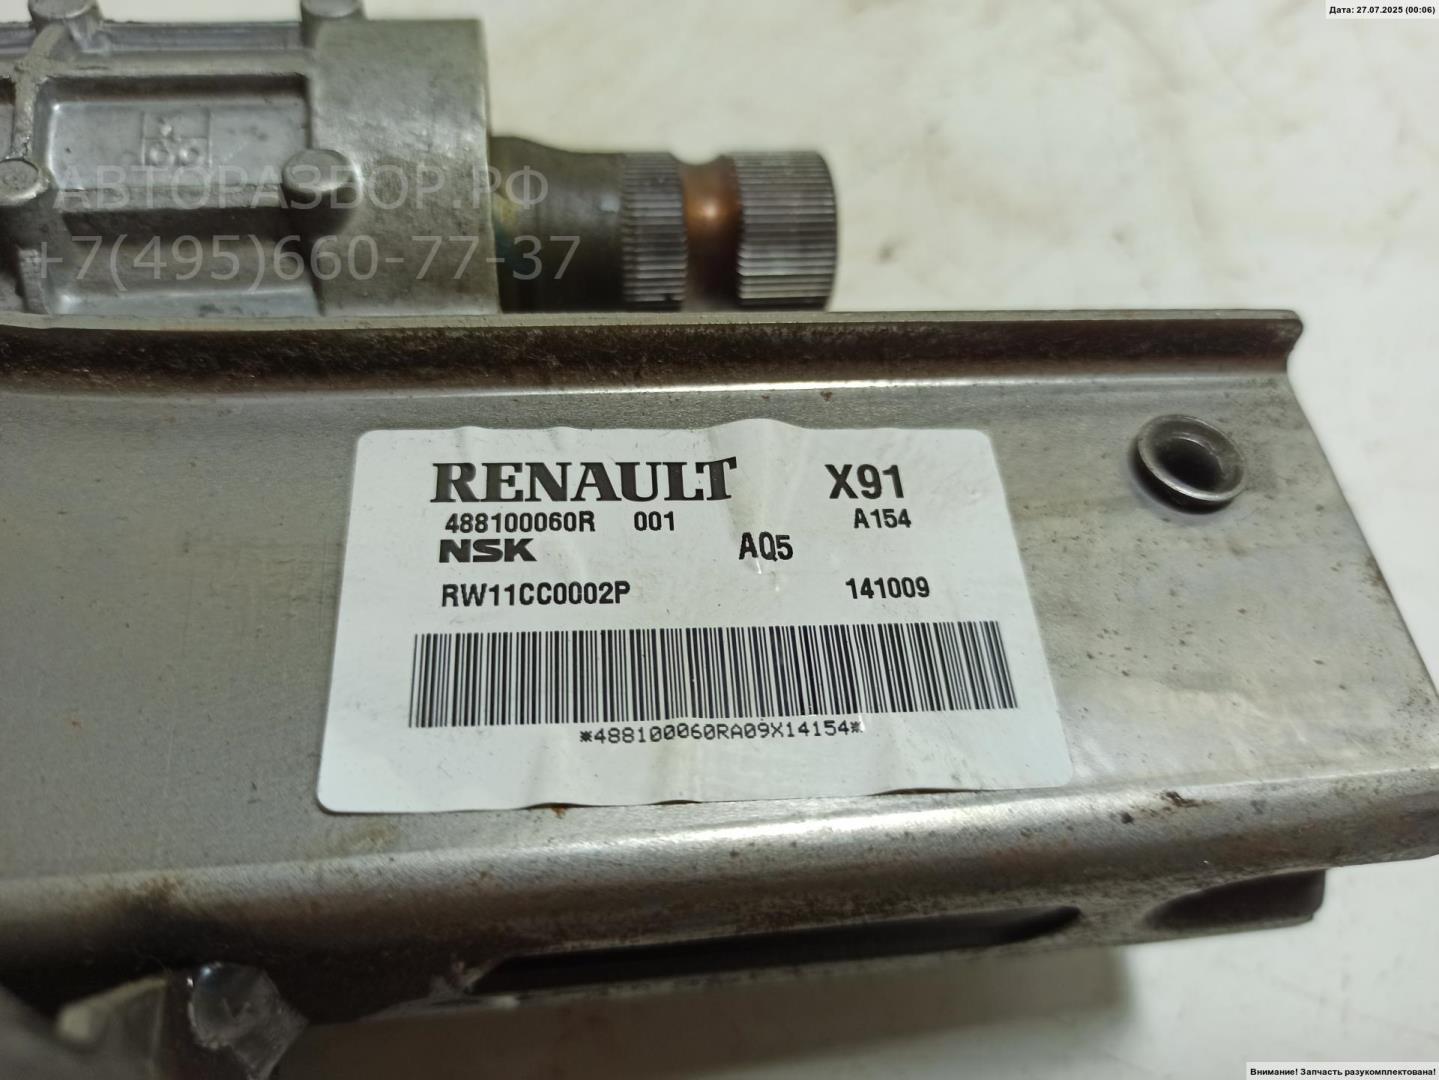 Дата: 27.07.2025 (00:06)
АВТОРАЗБОР.РФ
+7(495)660-77-37
RENAULT X91
488100060R 001 A154
NSK AQ5
RW11CC0002P 141009
*488100060RA09X14154*
Внимание! Запчасть разукомплектована!